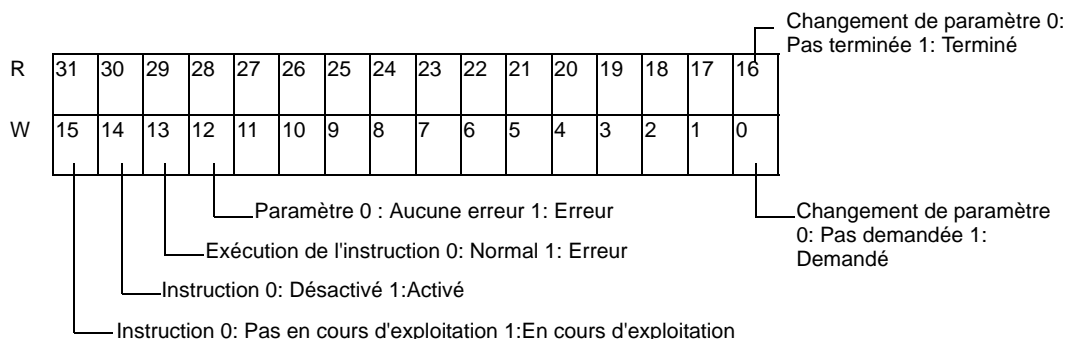 Changement de paramètre 0:
Pas terminée 1: Terminé
R 31 30 29 28 27 26 25 24 23 22 21 20 19 18 17 16
W 15 14 13 12 11 10 9 8 7 6 5 4 3 2 1 0
Paramètre 0 : Aucune erreur 1: Erreur
Exécution de l'instruction 0: Normal 1: Erreur
Instruction 0: Désactivé 1:Activé
Instruction 0: Pas en cours d'exploitation 1:En cours d'exploitation
Changement de paramètre
0: Pas demandée 1:
Demandé